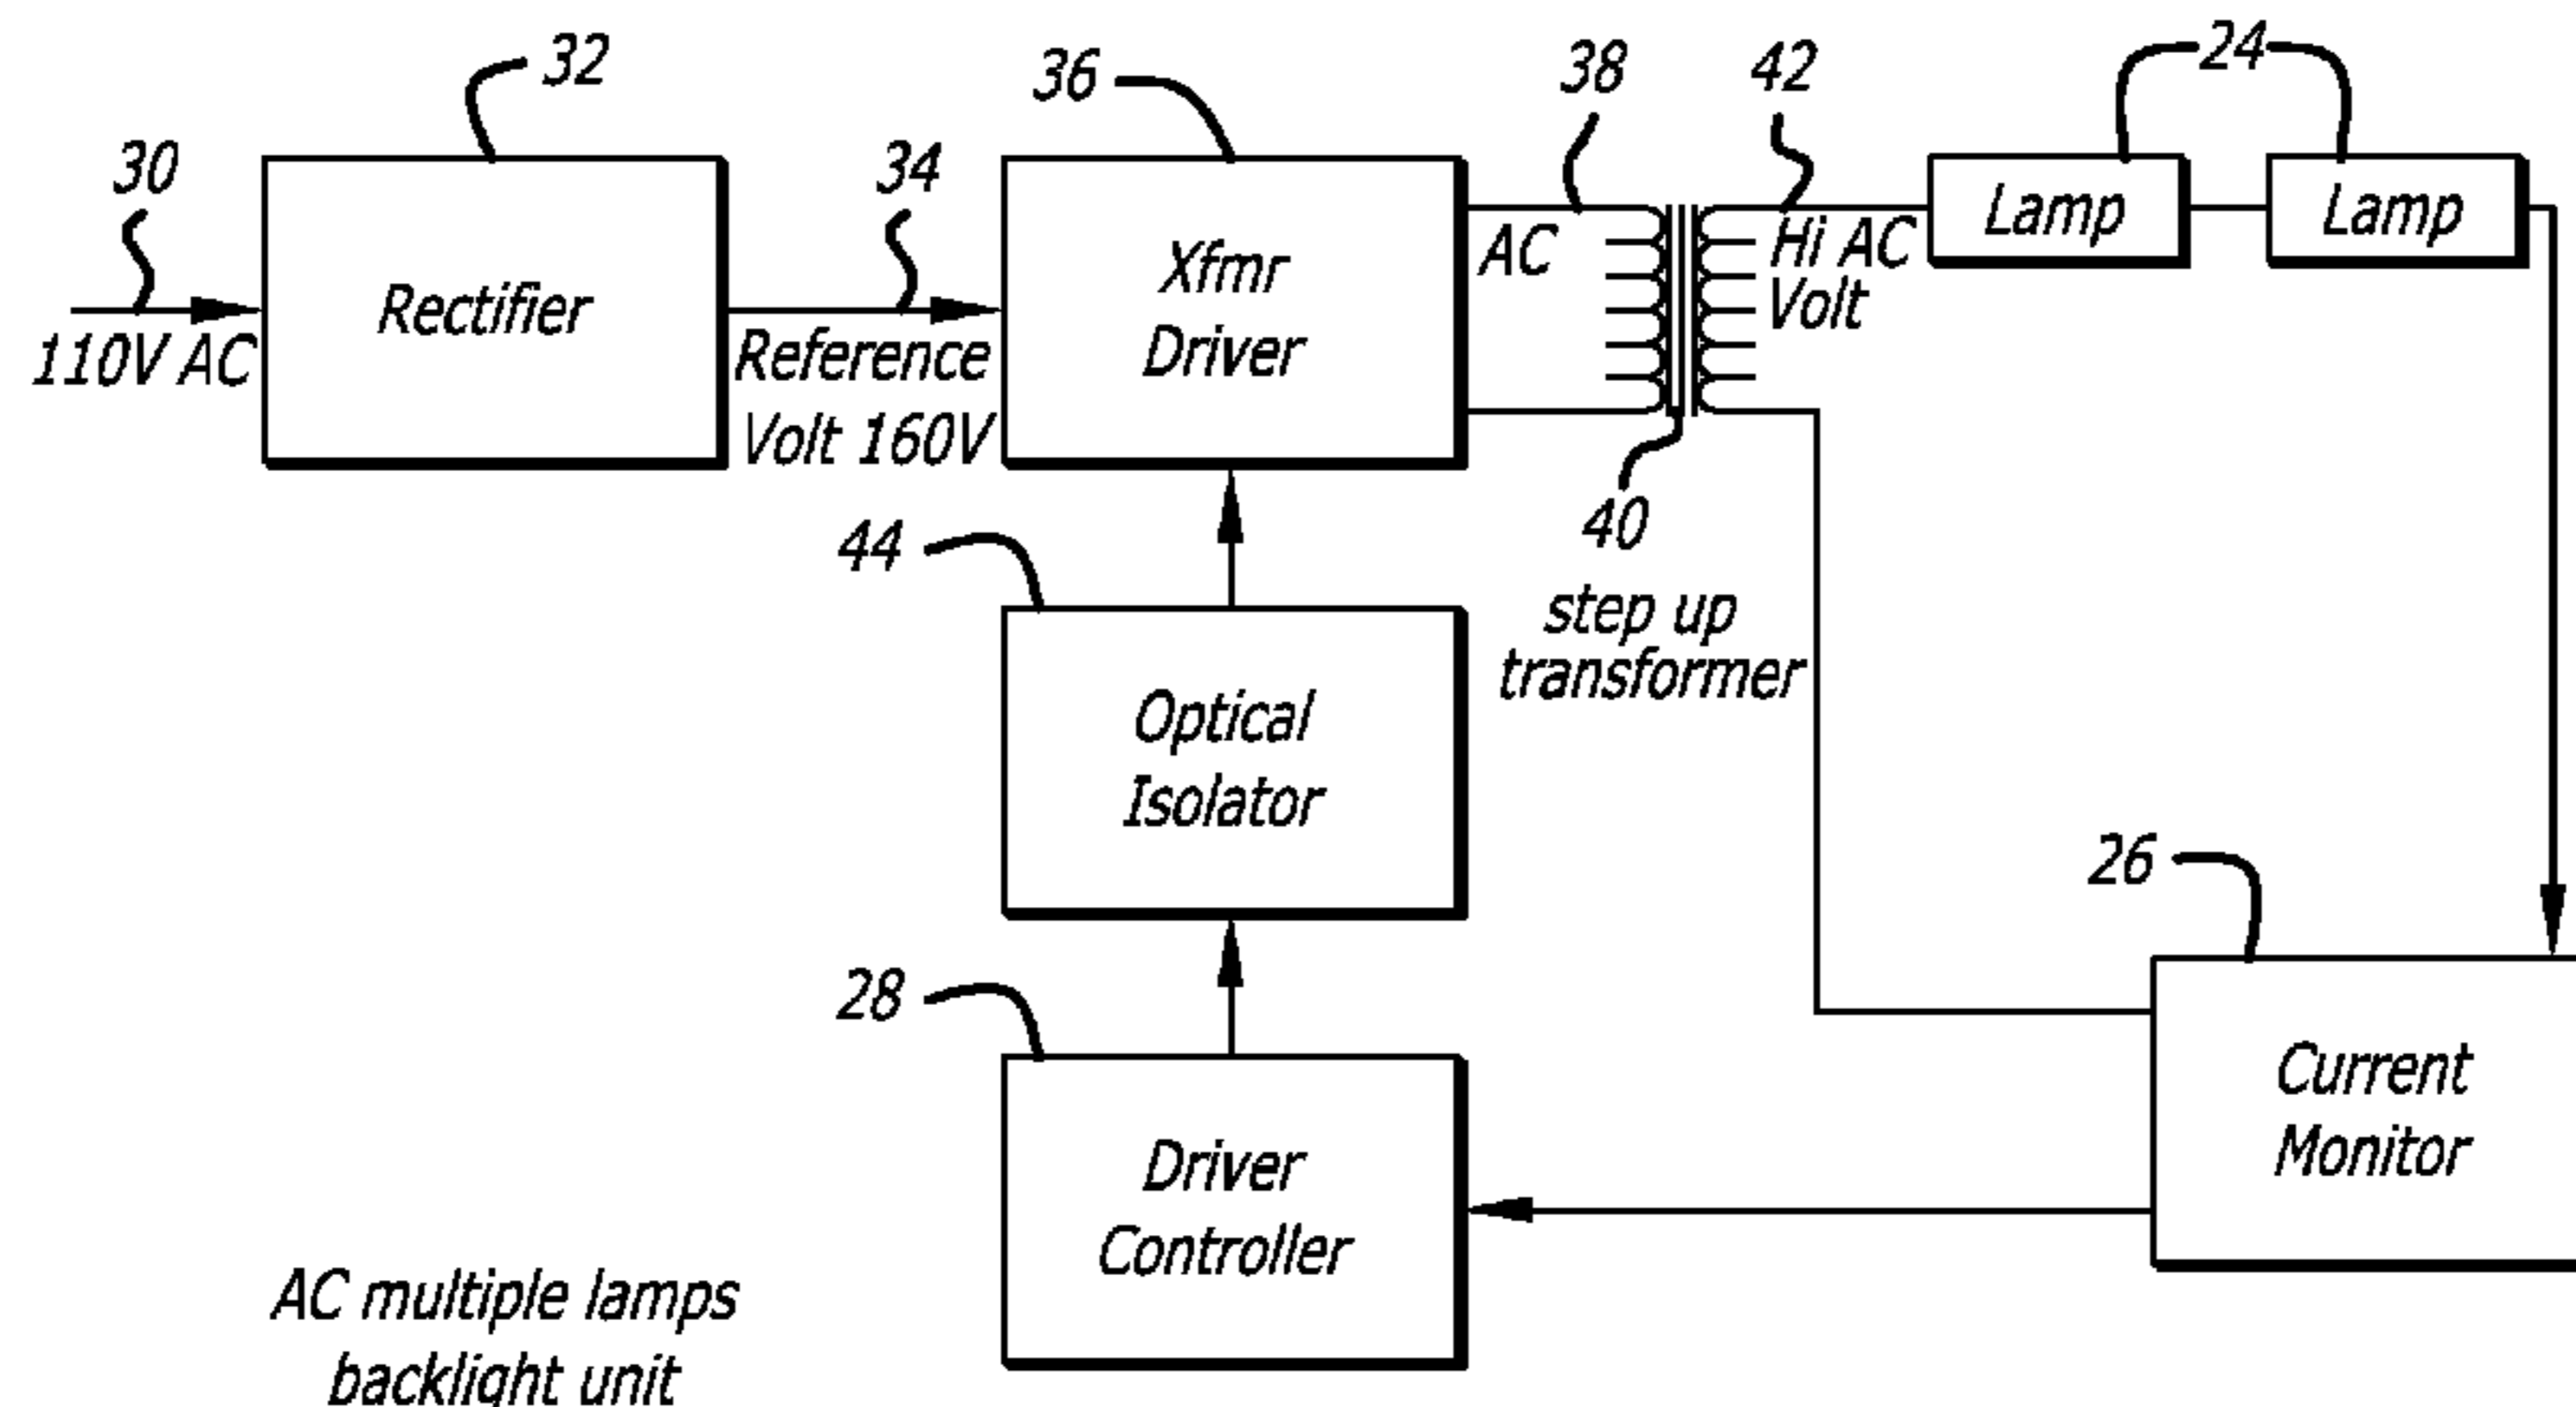 32
36
38
42
24
30
34
110V AC
Rectifier
Reference
Volt 160V
Xfmr
Driver
AC
Hi AC
Volt
Lamp
Lamp
40
step up
transformer
44
Optical
Isolator
26
28
Driver
Controller
Current
Monitor
AC multiple lamps
backlight unit